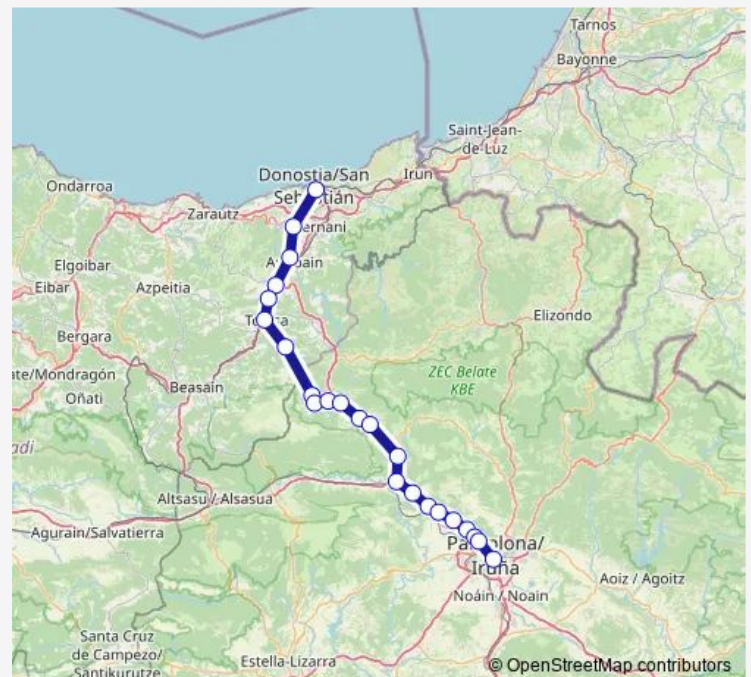 Tarnos
Bayonne
Saint-Jean-
de-Luz
Donostia/San
Sebastián
Irun
Ondarroa
Zarautz
Hernani
Elgoibar
Eibar
Azpeitia
Tolosa
Elizondo
Bergara
ate/Mondragón
Oñati
Beasain
ZEC Belate
KBE
adi
Altsasu / Alsasua
Agurain/Salvatierra
Pamplona/
Iruña
Aoiz / Agoitz
Noáin / Noain
Santa Cruz
de Campezo/
Santikurutze
Estella-Lizarra
© OpenStreetMap contributors